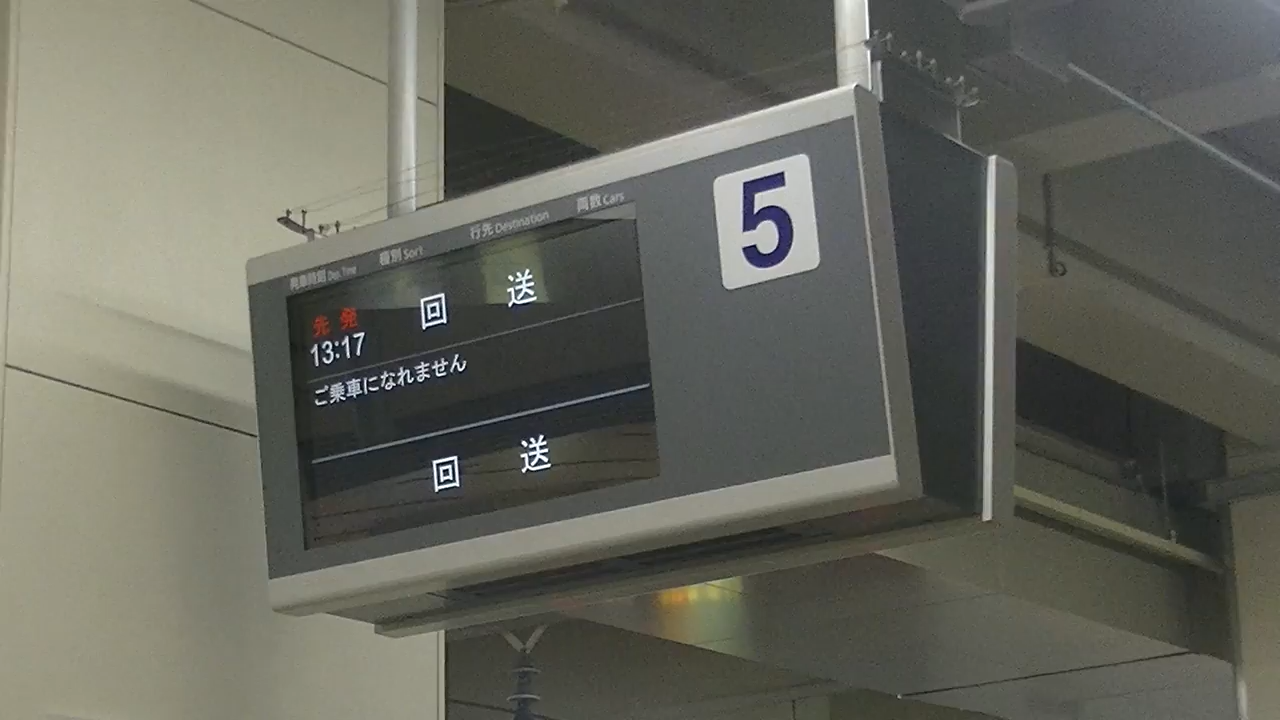 発車時刻 Dep. Time 種別 Sort 行先 Destination 両数 Cars
5
先発 回送
13:17
ご乗車になれません
回送